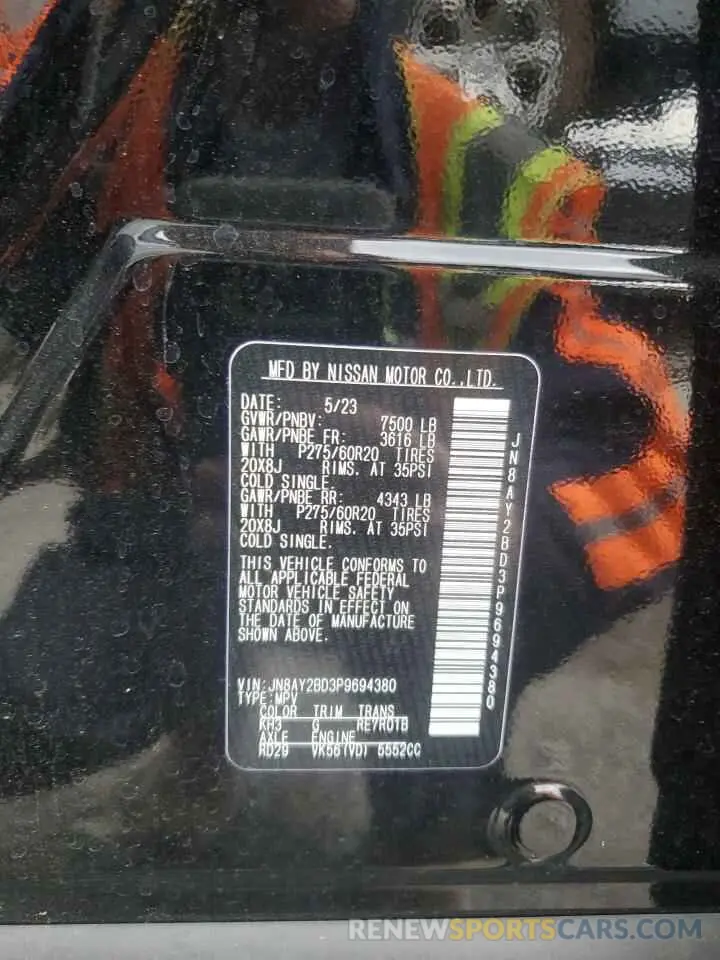 MFD BY NISSAN MOTOR CO.,LTD.
DATE: 5/23
GVWR/PNBV: 7500 LB
GAWR/PNBE FR: 3616 LB
WITH P275/60R20 TIRES
20X8J RIMS. AT 35PSI
COLD SINGLE.
GAWR/PNBE RR: 4343 LB
WITH P275/60R20 TIRES
20X8J RIMS. AT 35PSI
COLD SINGLE.
THIS VEHICLE CONFORMS TO
ALL APPLICABLE FEDERAL
MOTOR VEHICLE SAFETY
STANDARDS IN EFFECT ON
THE DATE OF MANUFACTURE
SHOWN ABOVE.
VIN:JN8AY2BD3P9694380
TYPE:MPV
COLOR TRIM TRANS
KH3 G RE7R01B
AXLE ENGINE
RD29 VK56(VD) 5552CC
JN8AY2BD3P9694380
RENEWSPORTSCARS.COM